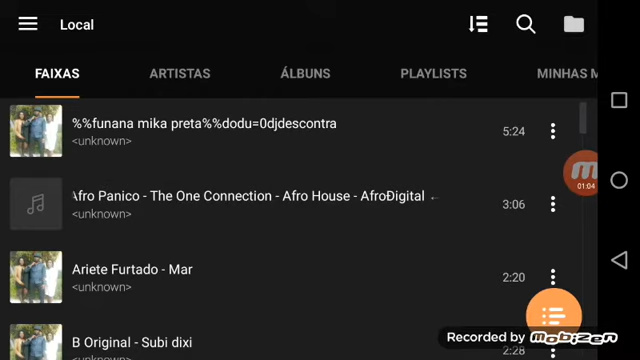 Local
FAIXAS
ARTISTAS
ÁLBUNS
PLAYLISTS
MINHAS M
%%funana mika preta%%dodu=0djdescontra
<unknown>
5:24
Afro Panico - The One Connection - Afro House - AfroĐigital ←
<unknown>
3:06
01:04
Ariete Furtado - Mar
<unknown>
2:20
B Original - Subi dixi
2:28
Recorded by mobizen